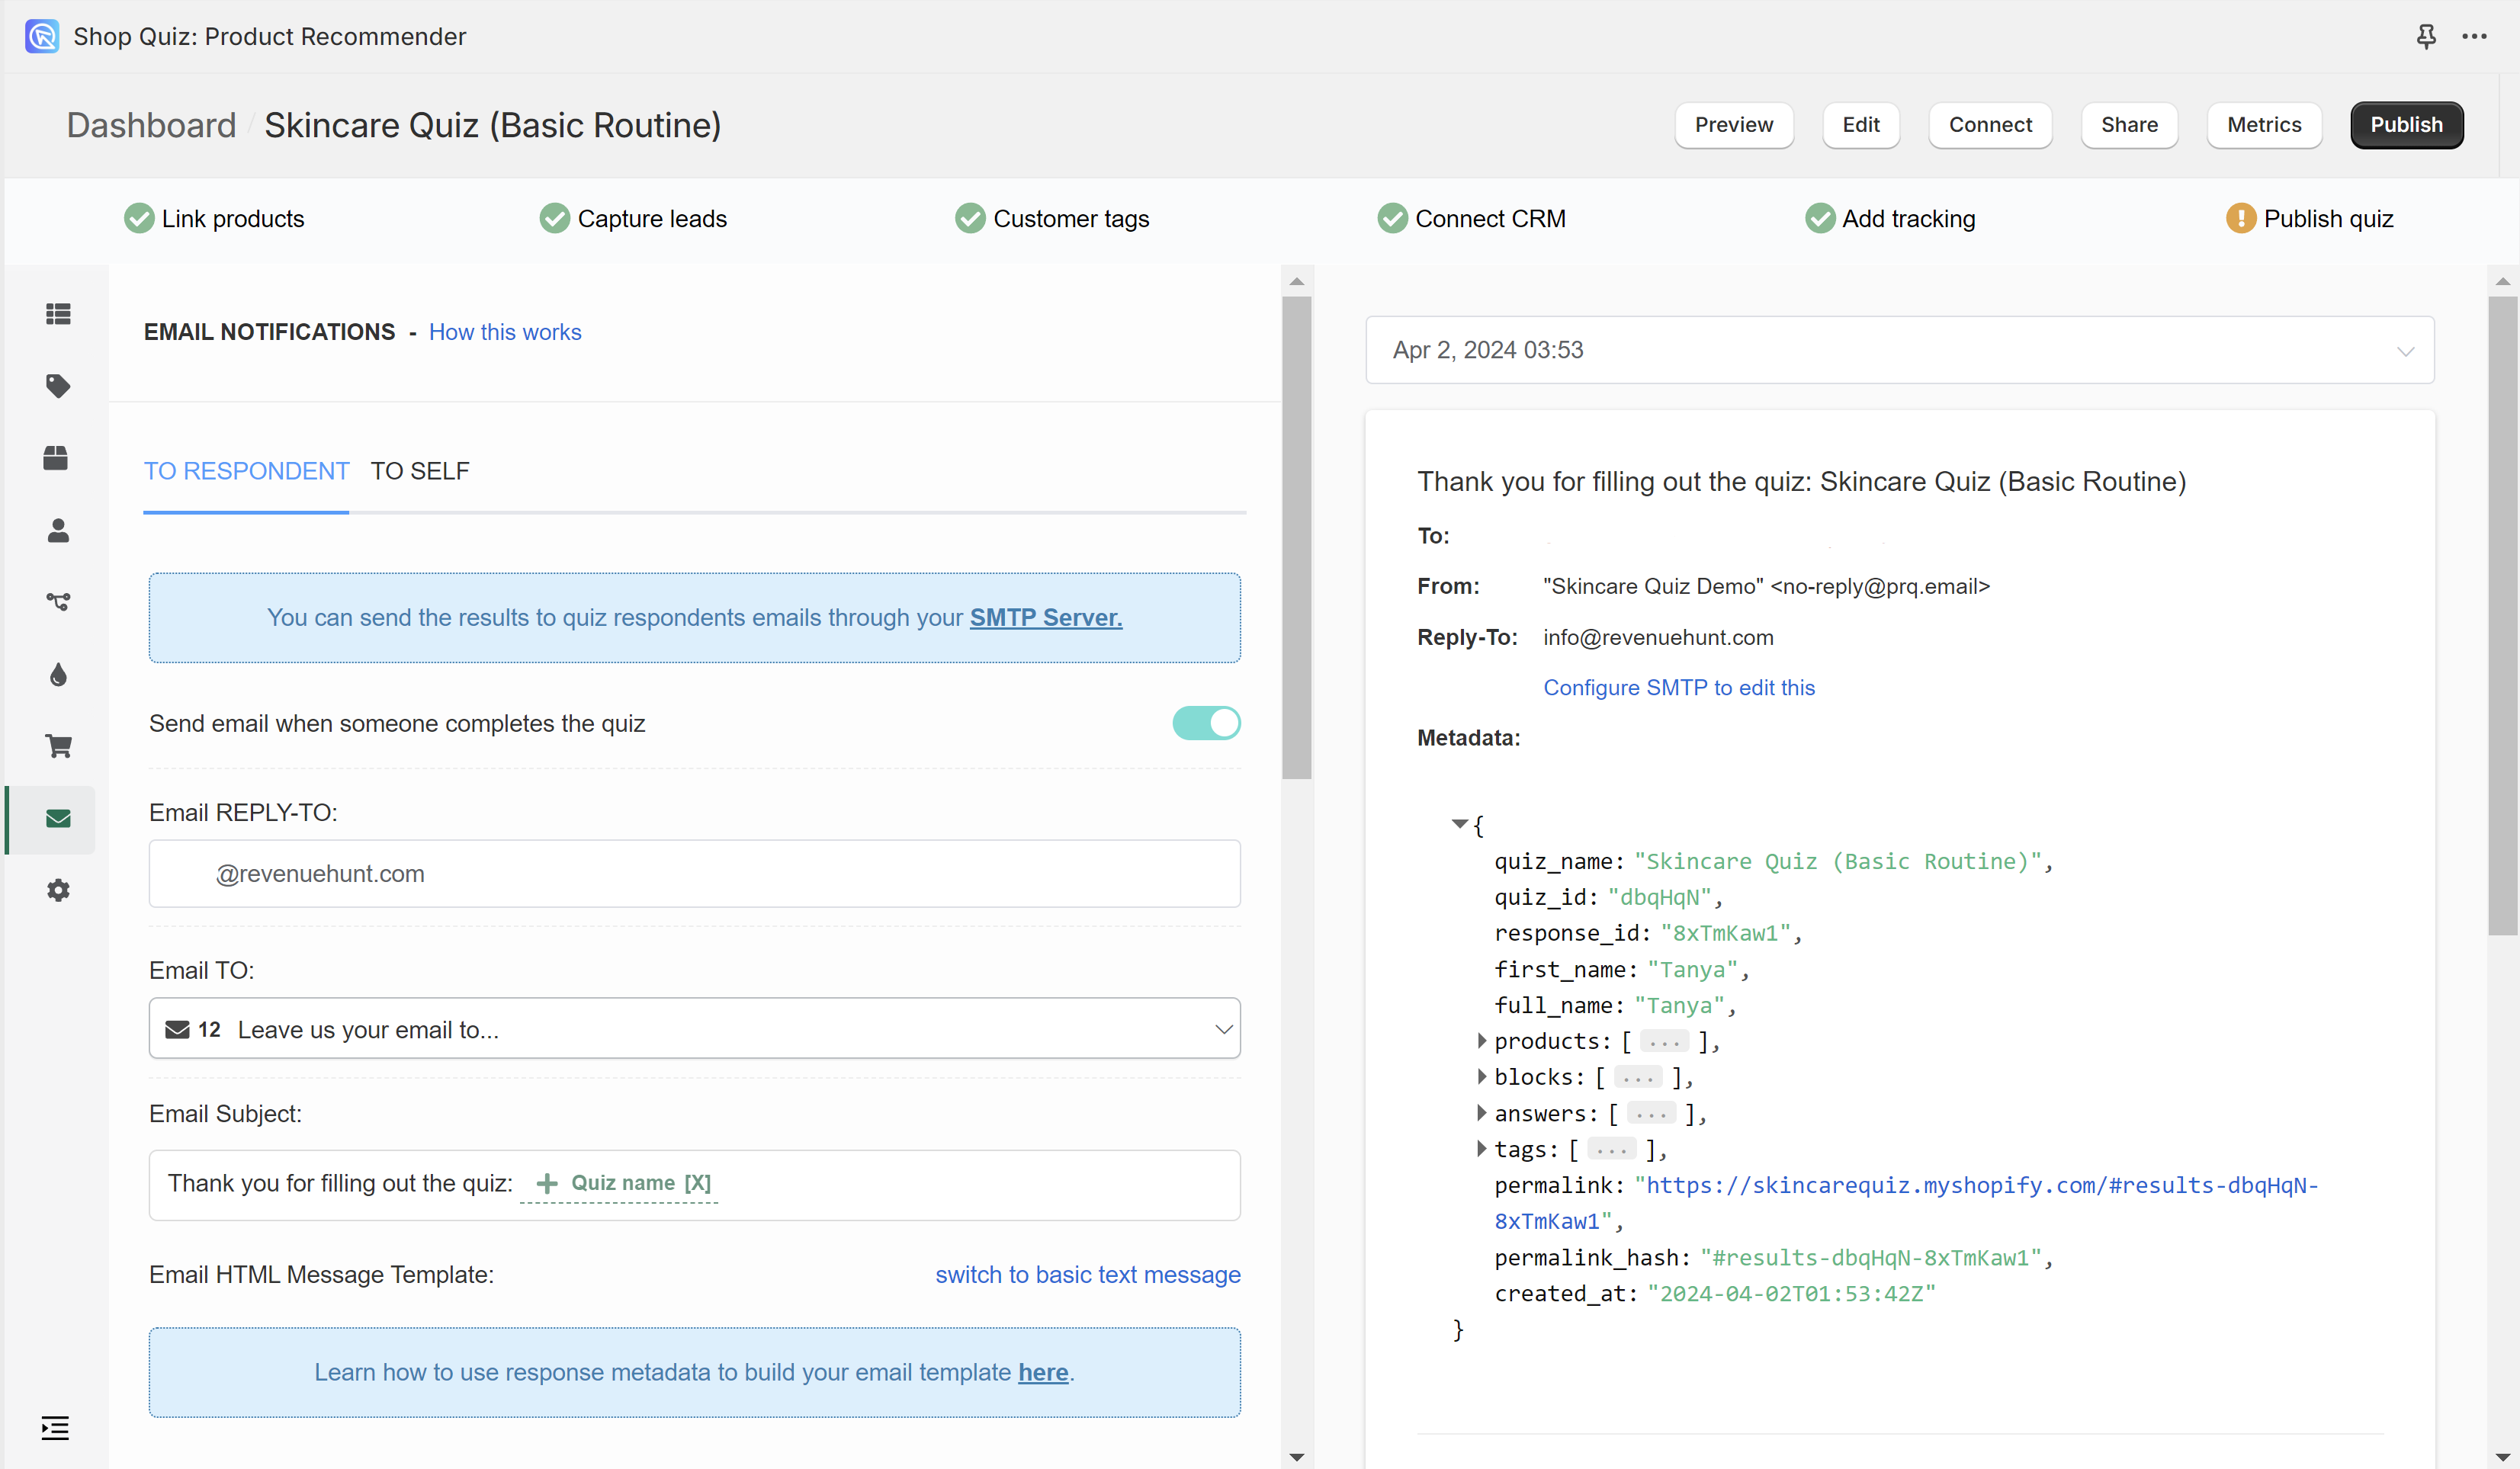 Shop Quiz: Product Recommender
Dashboard / Skincare Quiz (Basic Routine)
Preview
Edit
Connect
Share
Metrics
Publish
Link products
Capture leads
Customer tags
Connect CRM
Add tracking
Publish quiz
EMAIL NOTIFICATIONS - How this works
TO RESPONDENT
TO SELF
You can send the results to quiz respondents emails through your SMTP Server.
Send email when someone completes the quiz
Email REPLY-TO:
@revenuehunt.com
Email TO:
12 Leave us your email to...
Email Subject:
Thank you for filling out the quiz: + Quiz name [X]
Email HTML Message Template:
switch to basic text message
Learn how to use response metadata to build your email template here.
Apr 2, 2024 03:53
Thank you for filling out the quiz: Skincare Quiz (Basic Routine)
To:
From: "Skincare Quiz Demo" <no-reply@prq.email>
Reply-To: info@revenuehunt.com
Configure SMTP to edit this
Metadata:
{
quiz_name: "Skincare Quiz (Basic Routine)",
quiz_id: "dbqHqN",
response_id: "8xTmKaw1",
first_name: "Tanya",
full_name: "Tanya",
products: [ ... ],
blocks: [ ... ],
answers: [ ... ],
tags: [ ... ],
permalink: "https://skincarequiz.myshopify.com/#results-dbqHqN-
8xTmKaw1",
permalink_hash: "#results-dbqHqN-8xTmKaw1",
created_at: "2024-04-02T01:53:42Z"
}